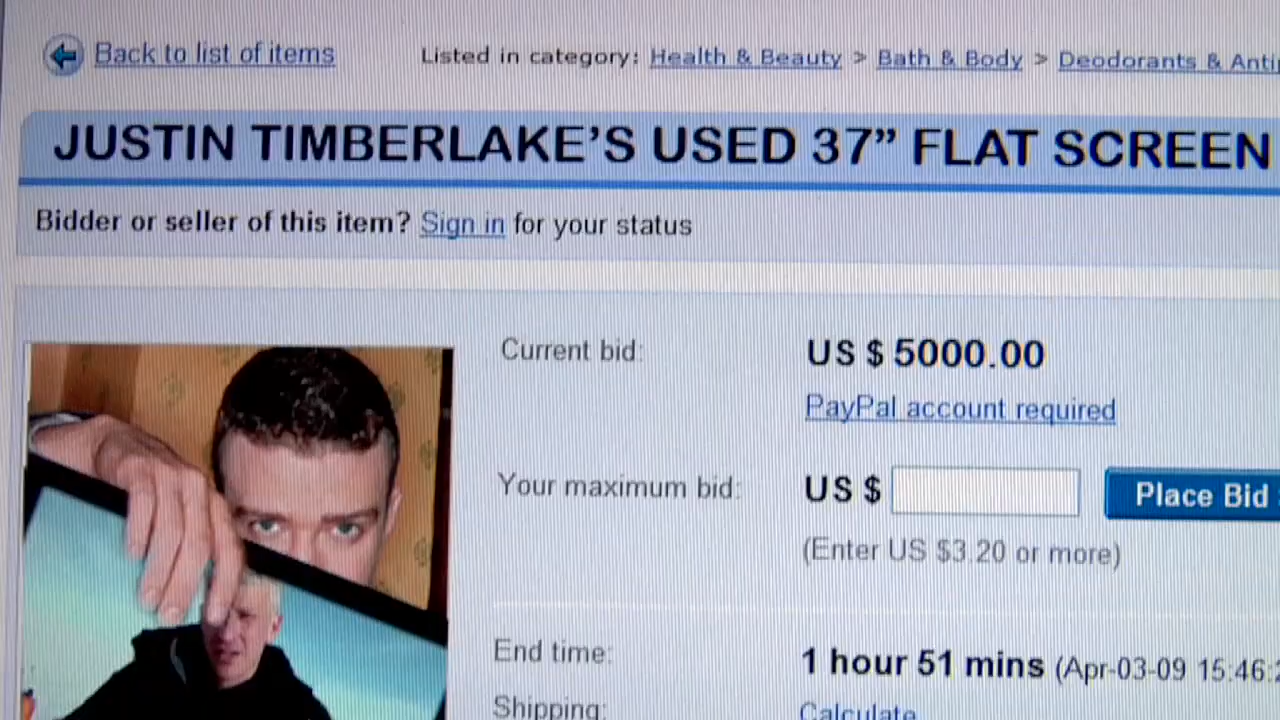 Back to list of items Listed in category: Health & Beauty > Bath & Body > Deodorants &
JUSTIN TIMBERLAKE’S USED 37” FLAT SCREEN
Bidder or seller of this item? Sign in for your status
Current bid: US $ 5000.00
PayPal account required
Your maximum bid: US $ Place Bid
(Enter US $3.20 or more)
End time: 1 hour 51 mins (Apr-03-09 15:46:
Shipping: Calculate